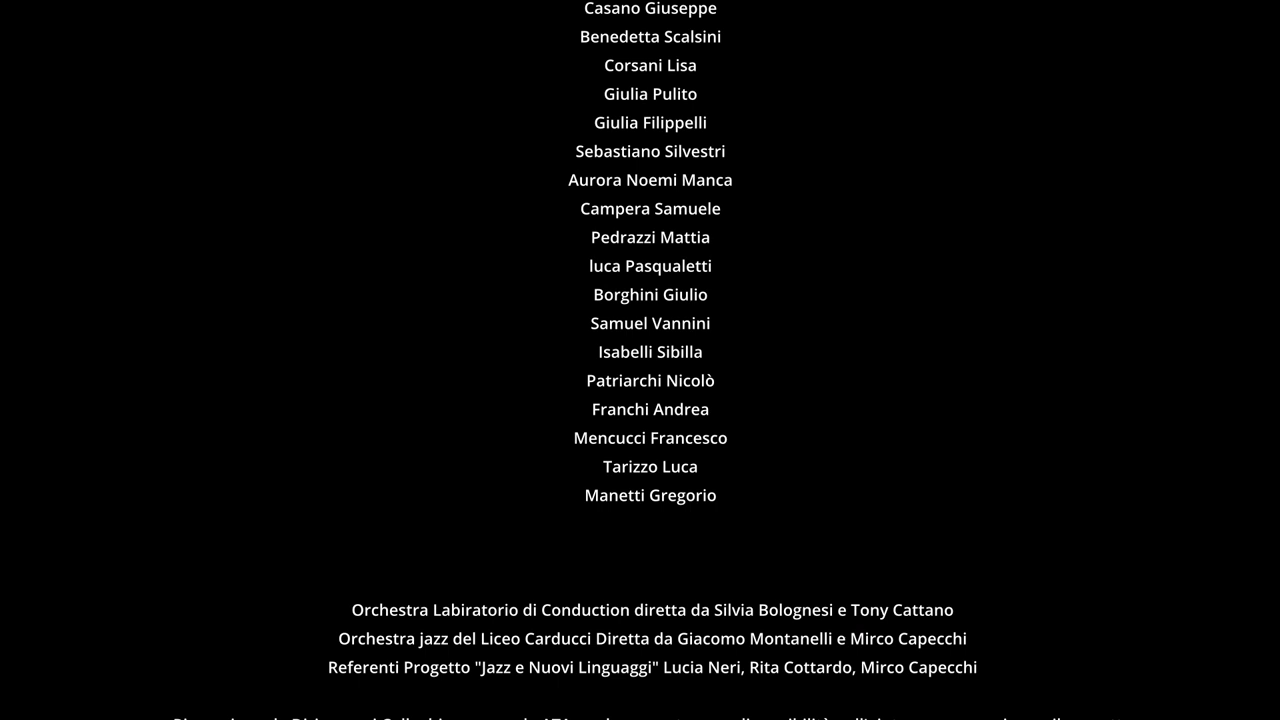 Casano Giuseppe
Benedetta Scalsini
Corsani Lisa
Giulia Pulito
Giulia Filippelli
Sebastiano Silvestri
Aurora Noemi Manca
Campera Samuele
Pedrazzi Mattia
luca Pasqualetti
Borghini Giulio
Samuel Vannini
Isabelli Sibilla
Patriarchi Nicolò
Franchi Andrea
Mencucci Francesco
Tarizzo Luca
Manetti Gregorio
Orchestra Labiratorio di Conduction diretta da Silvia Bolognesi e Tony Cattano
Orchestra jazz del Liceo Carducci Diretta da Giacomo Montanelli e Mirco Capecchi
Referenti Progetto "Jazz e Nuovi Linguaggi" Lucia Neri, Rita Cottardo, Mirco Capecchi